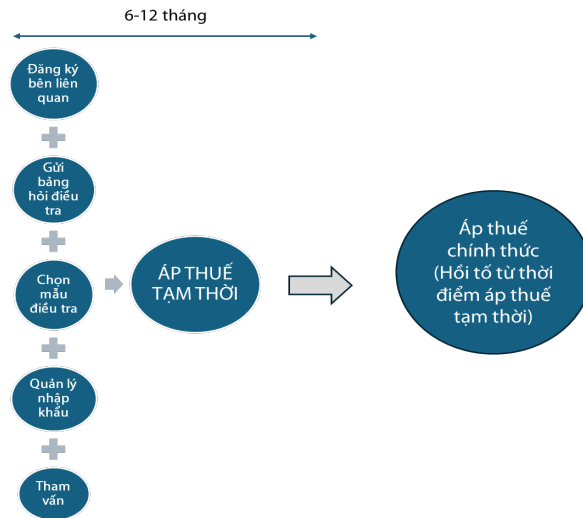 6-12 tháng
Đăng ký
bên liên
quan
Gửi
bảng
hỏi điều
tra
Chọn
mẫu
điều tra
Quản lý
nhập
khẩu
Tham
vấn
ÁP THUẾ
TẠM THỜI
Áp thuế
chính thức
(Hồi tố từ thời
điểm áp thuế
tạm thời)